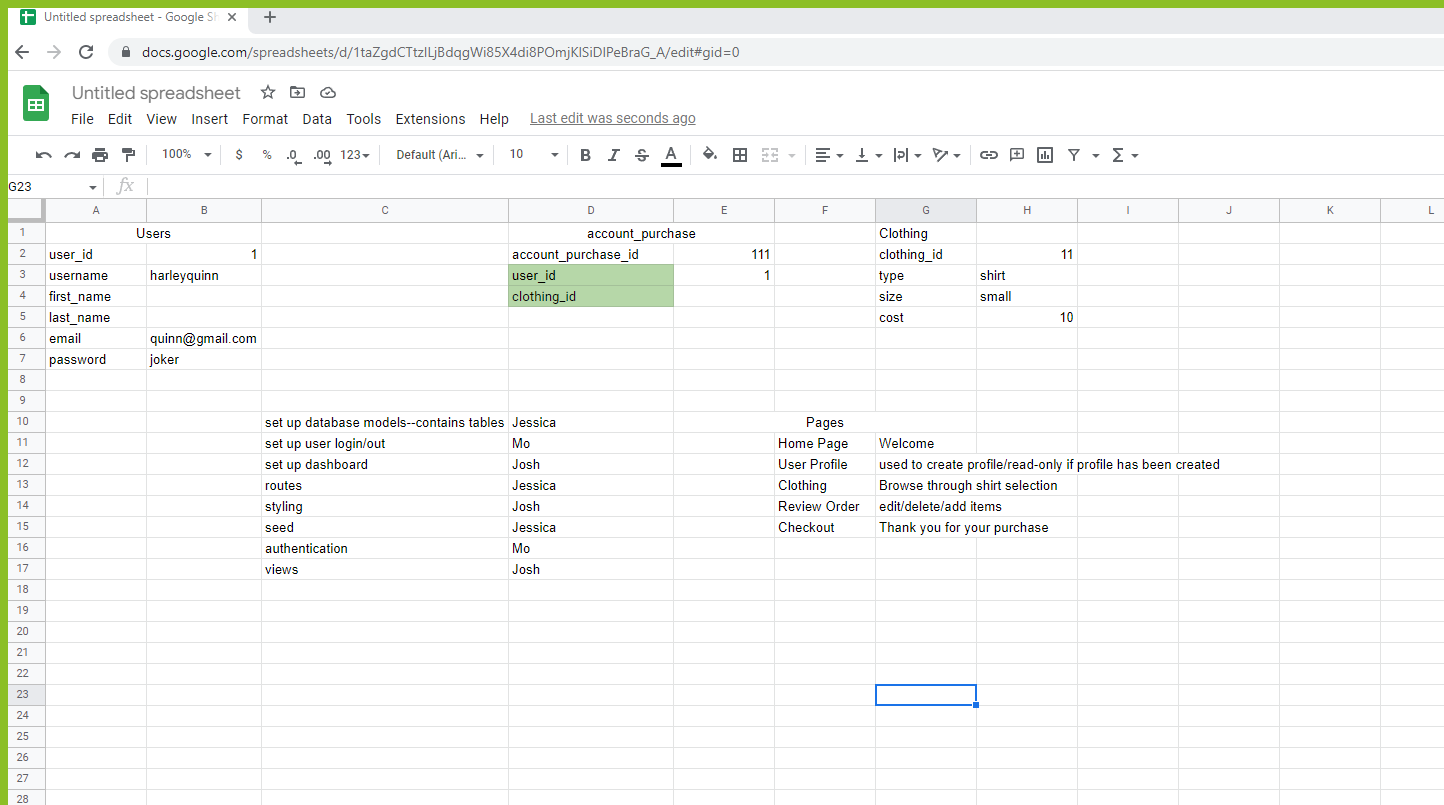 Untitled spreadsheet - Google Sh
docs.google.com/spreadsheets/d/1taZgdCTtzILjBdqgWi85X4di8POmjKlSiDlPeBraG_A/edit#gid=0
Untitled spreadsheet
File Edit View Insert Format Data Tools Extensions Help Last edit was seconds ago
100% $ % .0 .00 123 Default (Ari... 10 B I S A
G23 fx
A B C D E F G H I J K L
1 Users account_purchase Clothing
2 user_id 1 account_purchase_id 111 clothing_id 11
3 username harleyquinn user_id 1 type shirt
4 first_name clothing_id size small
5 last_name cost 10
6 email quinn@gmail.com
7 password joker
8
9
10 set up database models--contains tables Jessica Pages
11 set up user login/out Mo Home Page Welcome
12 set up dashboard Josh User Profile used to create profile/read-only if profile has been created
13 routes Jessica Clothing Browse through shirt selection
14 styling Josh Review Order edit/delete/add items
15 seed Jessica Checkout Thank you for your purchase
16 authentication Mo
17 views Josh
18
19
20
21
22
23
24
25
26
27
28